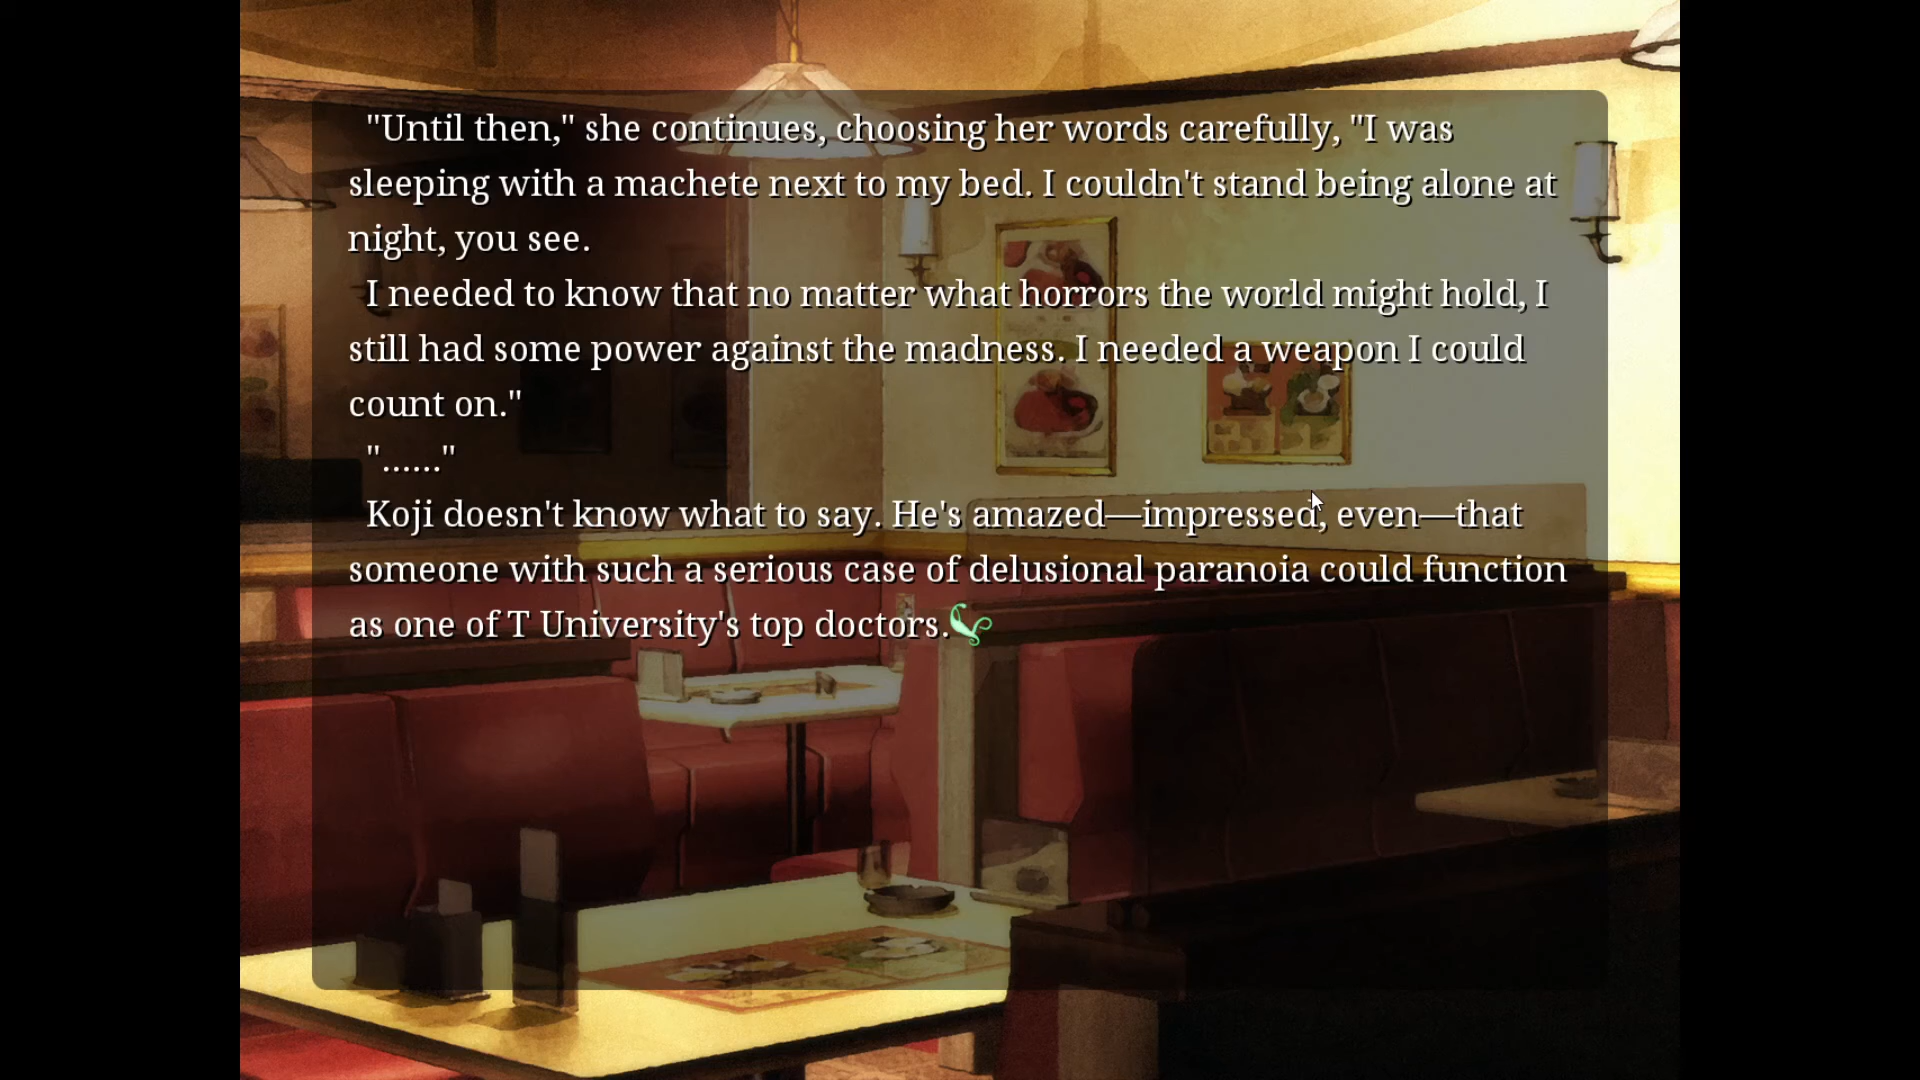 "Until then," she continues, choosing her words carefully, "I was
sleeping with a machete next to my bed. I couldn't stand being alone at
night, you see.
I needed to know that no matter what horrors the world might hold, I
still had some power against the madness. I needed a weapon I could
count on."
"......"
Koji doesn't know what to say. He's amazed—impressed, even—that
someone with such a serious case of delusional paranoia could function
as one of T University's top doctors.